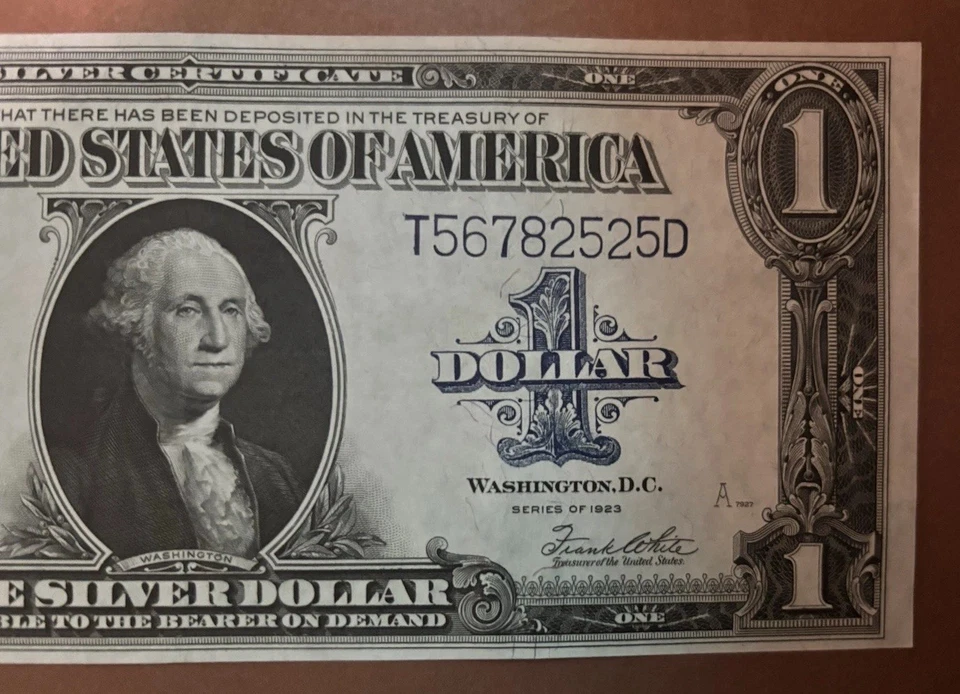 ILVER CERTIFICATE
ONE
ONE
1
HAT THERE HAS BEEN DEPOSITED IN THE TREASURY OF
ED STATES OF AMERICA
T56782525D
1
DOLLAR
ONE
WASHINGTON, D.C.
A 7927
SERIES OF 1923
Frank White
Treasurer of the United States.
WASHINGTON
1
E SILVER DOLLAR
BLE TO THE BEARER ON DEMAND
ONE